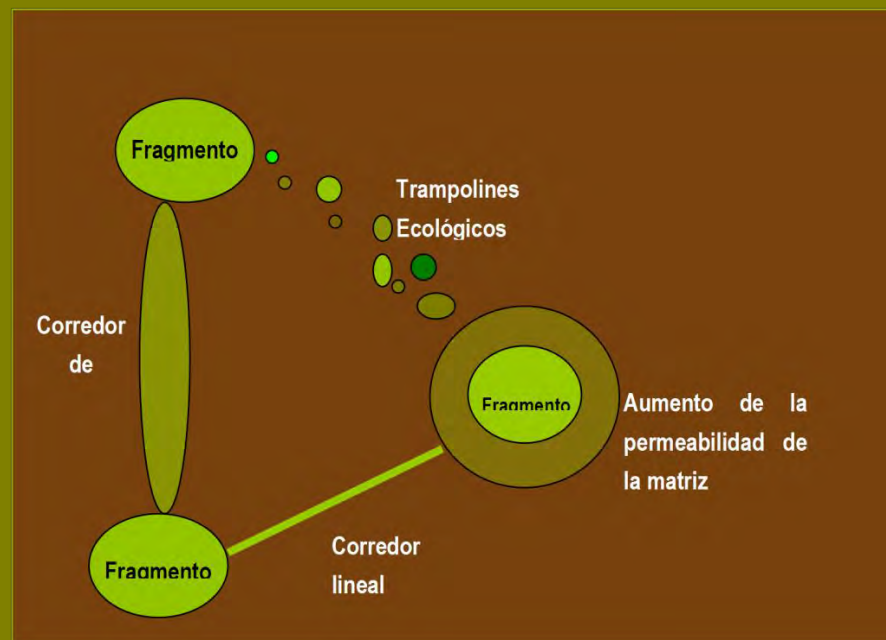 Fragmento
Trampolines
Ecológicos
Corredor
de
Fragmento
Aumento de la
permeabilidad de
la matriz
Corredor
lineal
Fragmento